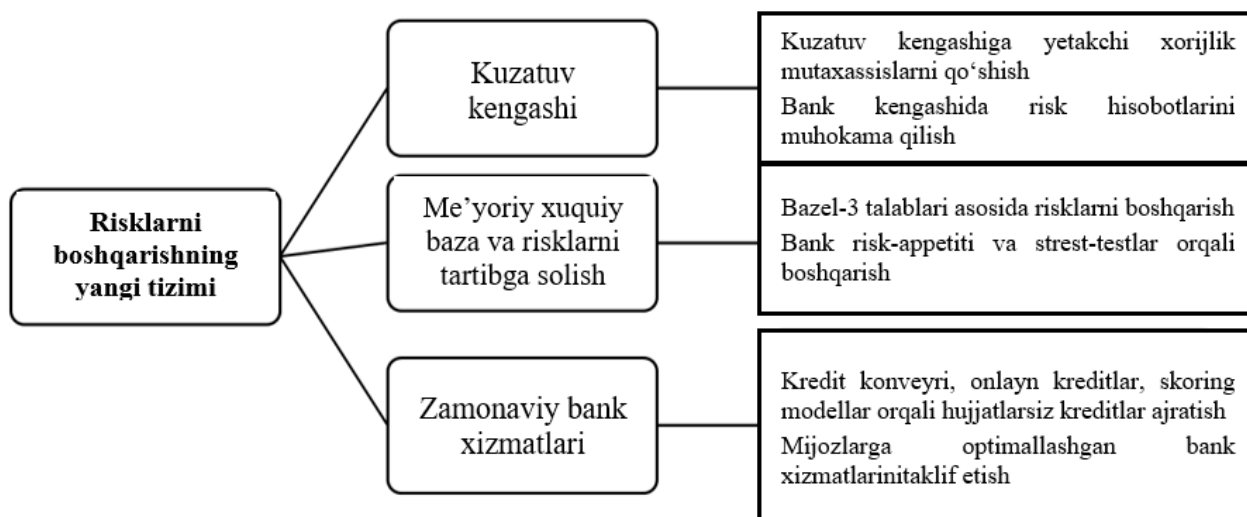 Risklarni
boshqarishning
yangi tizimi
Kuzatuv
kengashi
Kuzatuv kengashiga yetakchi xorijlik
mutaxassislarni qo‘shish
Bank kengashida risk hisobotlarini
muhokama qilish
Me’yoriy xuquiy
baza va risklarni
tartibga solish
Bazel-3 talablari asosida risklarni boshqarish
Bank risk-appetiti va strest-testlar orqali
boshqarish
Zamonaviy bank
xizmatlari
Kredit konveyri, onlayn kreditlar, skoring
modellar orqali hujjatlarsiz kreditlar ajratish
Mijozlarga optimallashgan bank
xizmatlarinitaklif etish